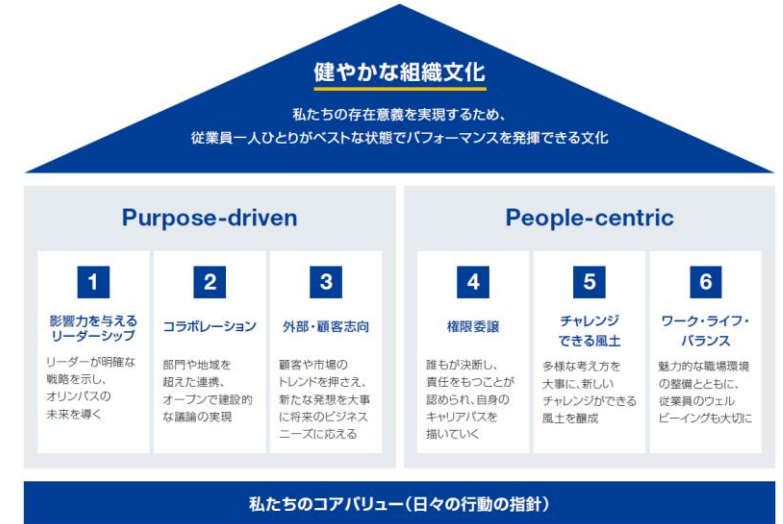 健やかな組織文化
私たちの存在意義を実現するため、
従業員一人ひとりがベストな状態でパフォーマンスを発揮できる文化
Purpose-driven
1
影響力を与える
リーダーシップ
リーダーが明確な
戦略を示し、
オリンパスの
未来を導く
2
コラボレーション
部門や地域を
超えた連携、
オープンで建設的
な議論の実現
3
外部・顧客志向
顧客や市場の
トレンドを押さえ、
新たな発想を大事
に将来のビジネス
ニーズに応える
People-centric
4
権限委譲
誰もが決断し、
責任をもつことが
認められ、自身の
キャリアパスを
描いていく
5
チャレンジ
できる風土
多様な考え方を
大事に、新しい
チャレンジができる
風土を醸成
6
ワーク・ライフ・
バランス
魅力的な職場環境
の整備とともに、
従業員のウェル
ビーイングも大切に
私たちのコアバリュー（日々の行動の指針）